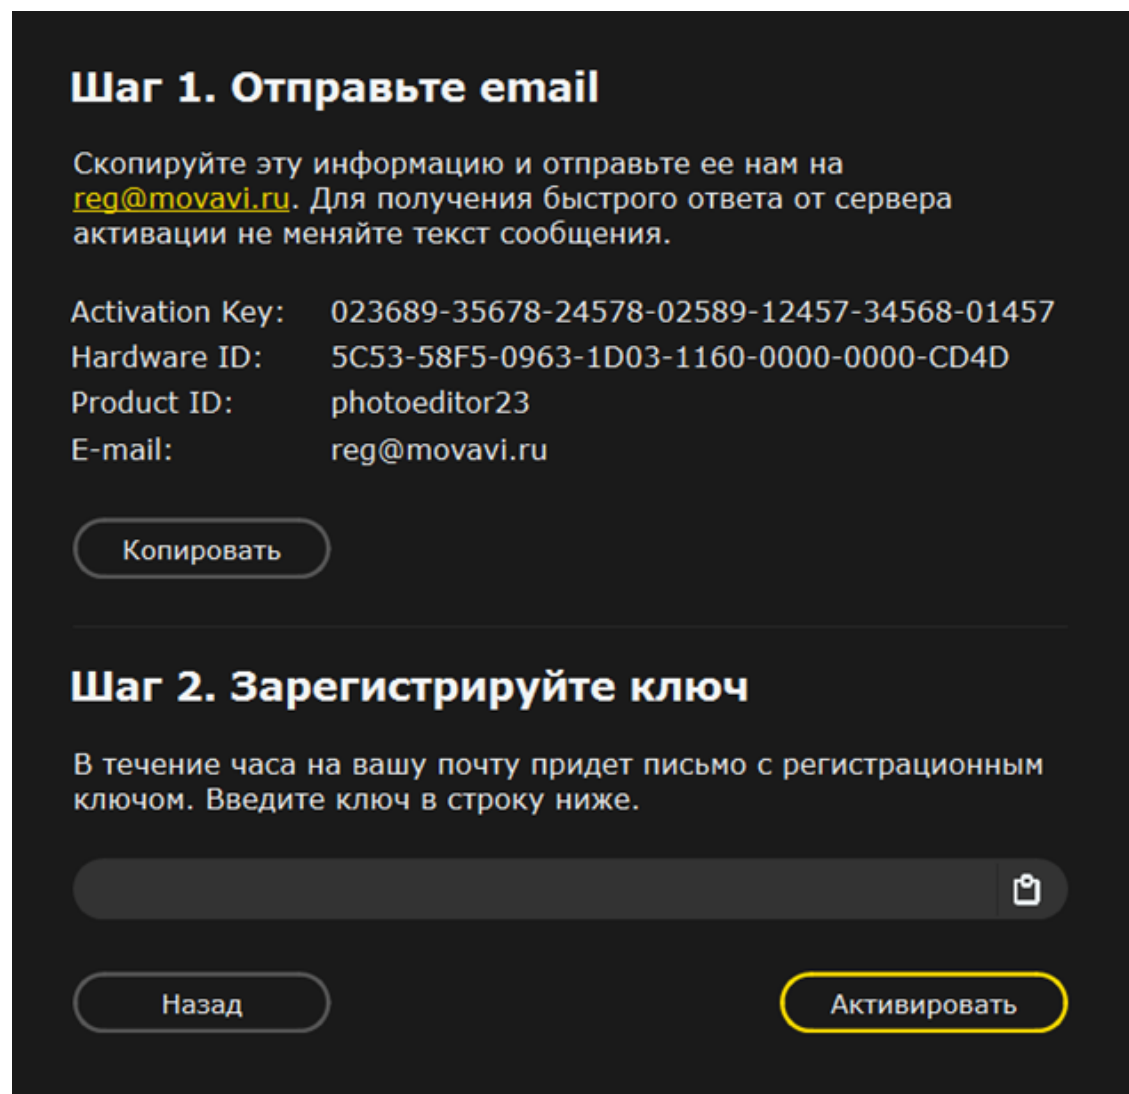 Шаг 1. Отправьте email
Скопируйте эту информацию и отправьте ее нам на
reg@movavi.ru. Для получения быстрого ответа от сервера
активации не меняйте текст сообщения.
Activation Key: 023689-35678-24578-02589-12457-34568-01457
Hardware ID: 5C53-58F5-0963-1D03-1160-0000-0000-CD4D
Product ID: photoeditor23
E-mail: reg@movavi.ru
Копировать
Шаг 2. Зарегистрируйте ключ
В течение часа на вашу почту придет письмо с регистрационным
ключом. Введите ключ в строку ниже.
Назад Активировать